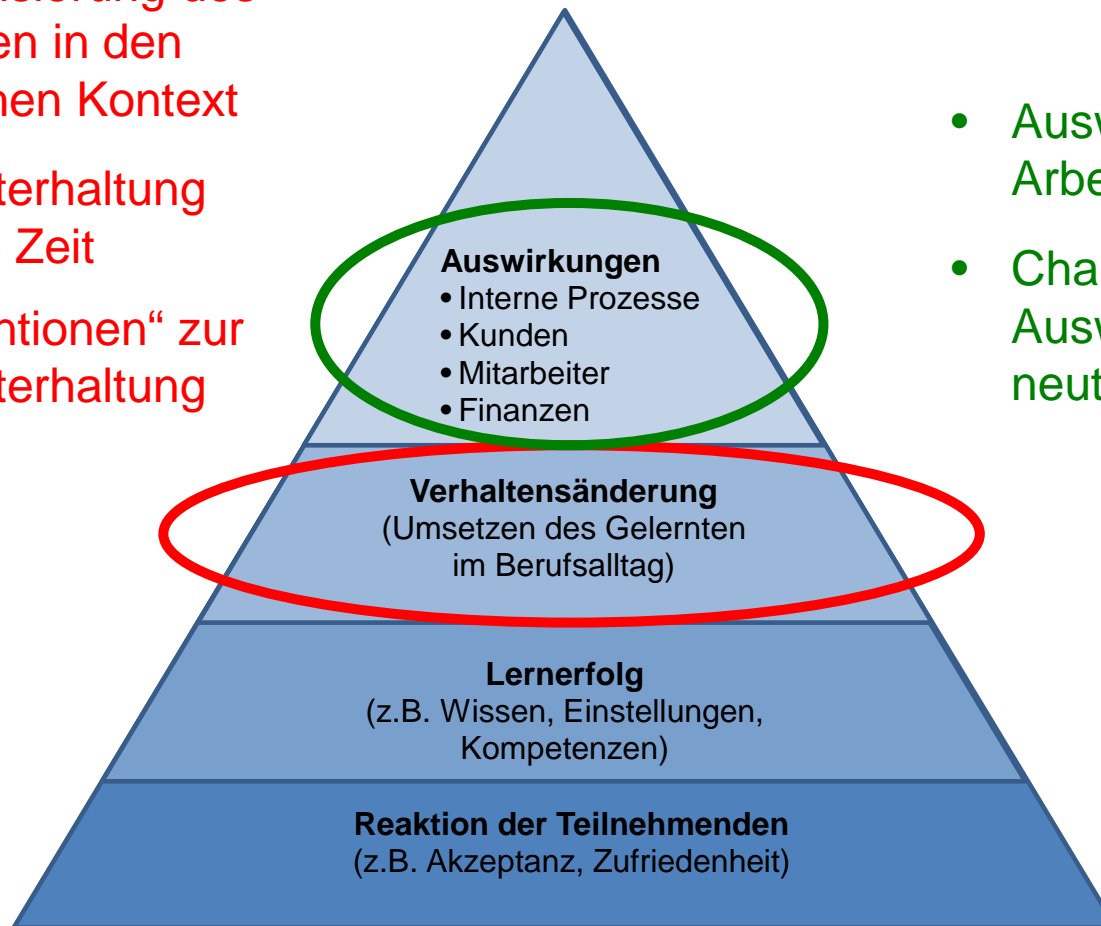 en in den
nen Kontext
terhaltung
Zeit
ntionen“ zur
terhaltung
• Ausw
Arbe
• Cha
Ausw
neut
Auswirkungen
• Interne Prozesse
• Kunden
• Mitarbeiter
• Finanzen
Verhaltensänderung
(Umsetzen des Gelernten
im Berufsalltag)
Lernerfolg
(z.B. Wissen, Einstellungen,
Kompetenzen)
Reaktion der Teilnehmenden
(z.B. Akzeptanz, Zufriedenheit)